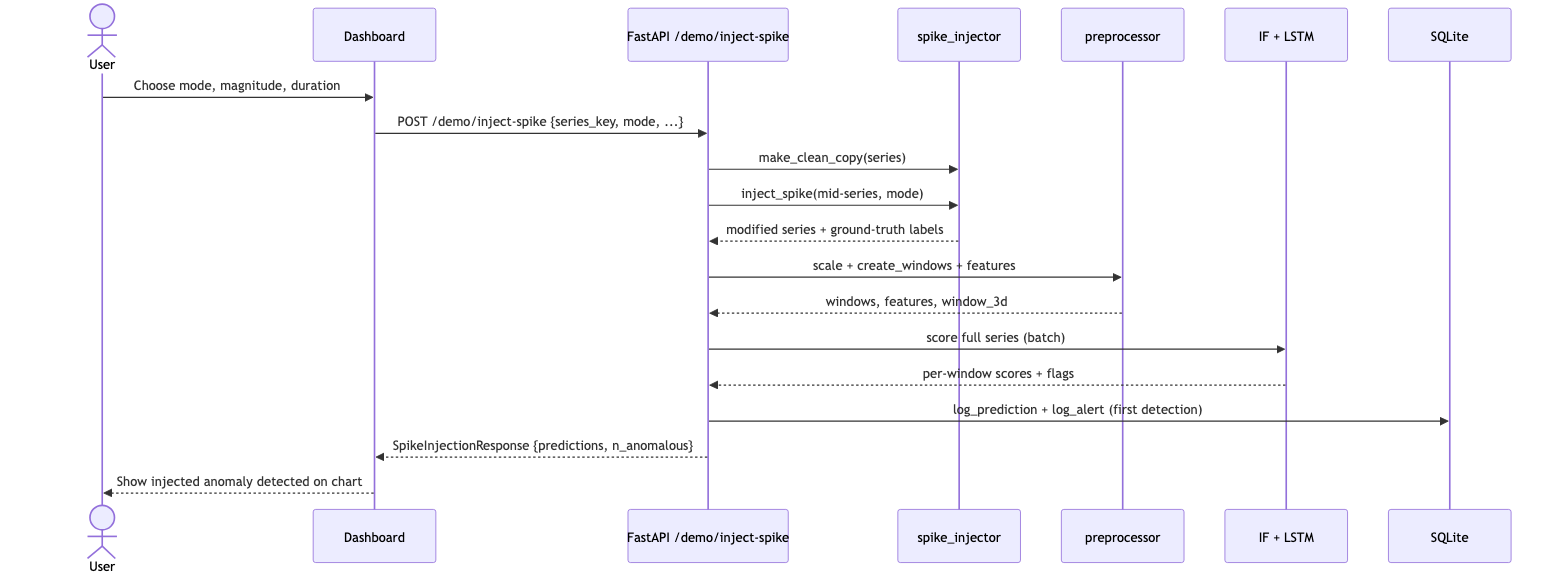 User
Dashboard
FastAPI /demo/inject-spike
spike_injector
preprocessor
IF + LSTM
SQLite
Choose mode, magnitude, duration
POST /demo/inject-spike {series_key, mode, ...}
make_clean_copy(series)
inject_spike(mid-series, mode)
modified series + ground-truth labels
scale + create_windows + features
windows, features, window_3d
score full series (batch)
per-window scores + flags
log_prediction + log_alert (first detection)
SpikeInjectionResponse {predictions, n_anomalous}
Show injected anomaly detected on chart
User
Dashboard
FastAPI /demo/inject-spike
spike_injector
preprocessor
IF + LSTM
SQLite